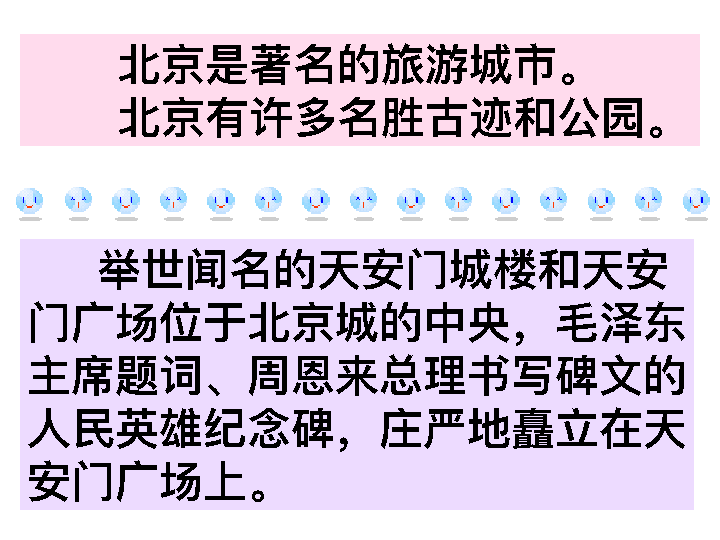 北京是著名的旅游城市。
北京有许多名胜古迹和公园。
举世闻名的天安门城楼和天安
门广场位于北京城的中央，毛泽东
主席题词、周恩来总理书写碑文的
人民英雄纪念碑，庄严地矗立在天
安门广场上。